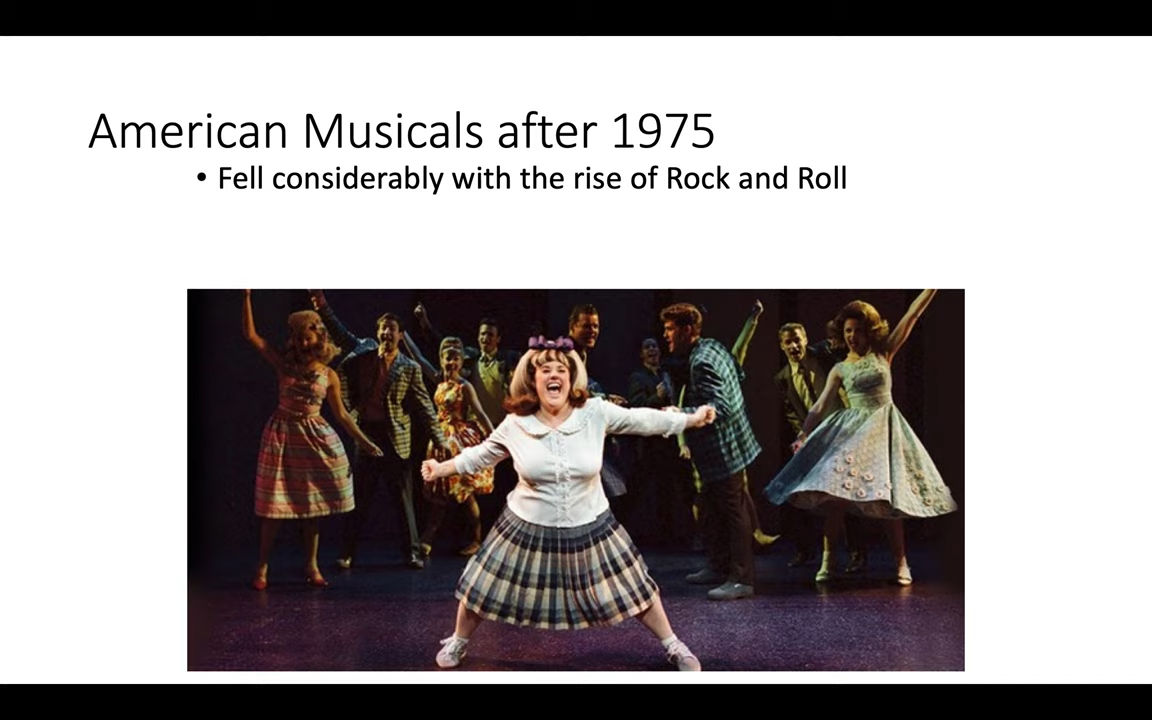 American Musicals after 1975
• Fell considerably with the rise of Rock and Roll